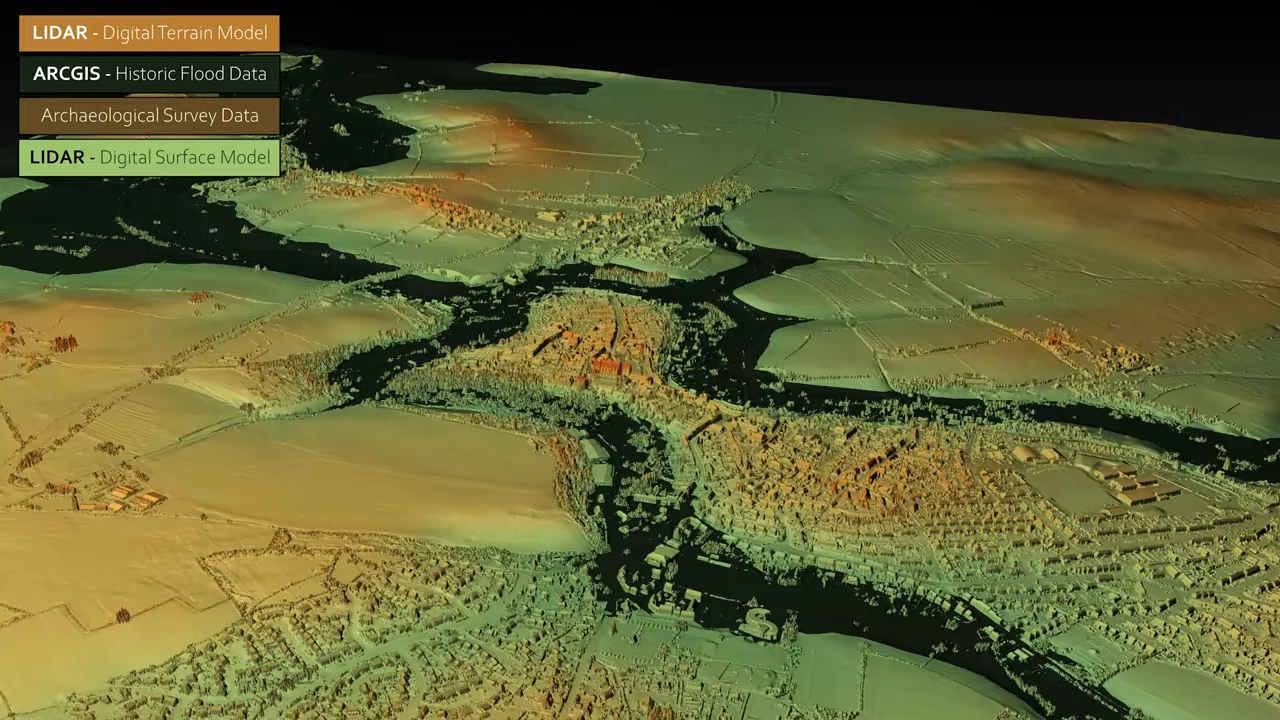 LIDAR - Digital Terrain Model
ARCGIS - Historic Flood Data
Archaeological Survey Data
LIDAR - Digital Surface Model